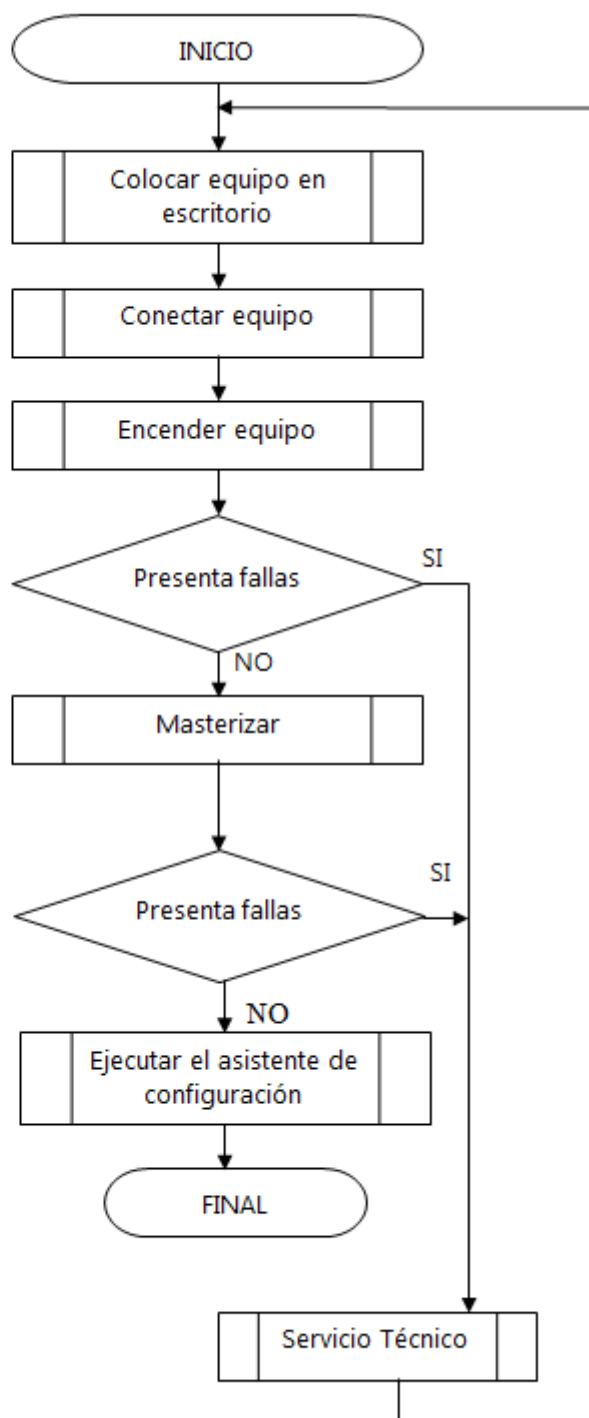 INICIO
Colocar equipo en
escritorio
Conectar equipo
Encender equipo
Presenta fallas
SI
NO
Masterizar
SI
Presenta fallas
NO
Ejecutar el asistente de
configuración
FINAL
Servicio Técnico